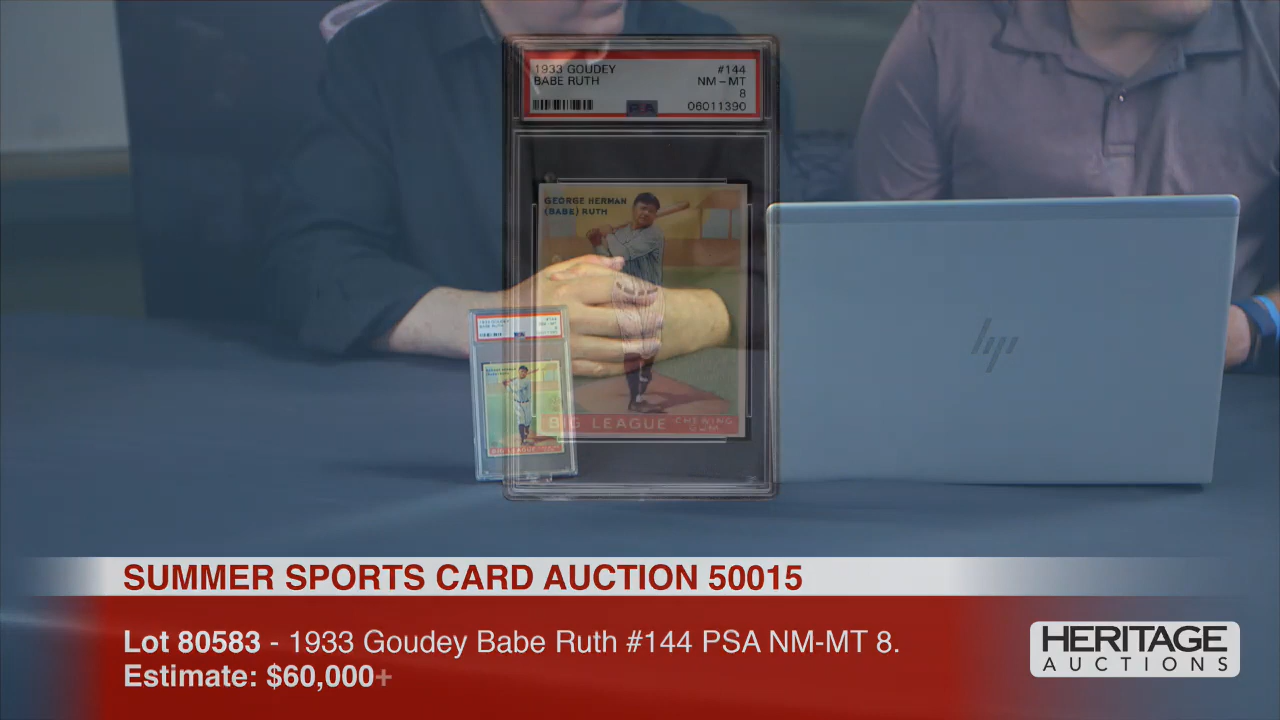 1933 GOUDEY #144
BABE RUTH NM – MT
8
06011390
GEORGE HERMAN
(BABE) RUTH
BIG LEAGUE CHEWING
GUM
hp
SUMMER SPORTS CARD AUCTION 50015
Lot 80583 - 1933 Goudey Babe Ruth #144 PSA NM-MT 8.
Estimate: $60,000+
HERITAGE
AUCTIONS